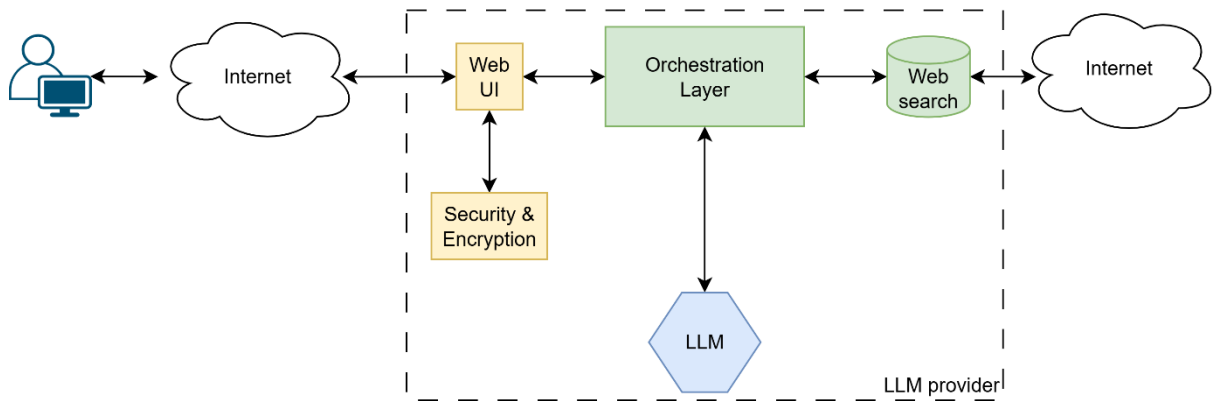 Internet
Web
UI
Orchestration
Layer
Web
search
Internet
Security &
Encryption
LLM
LLM provider